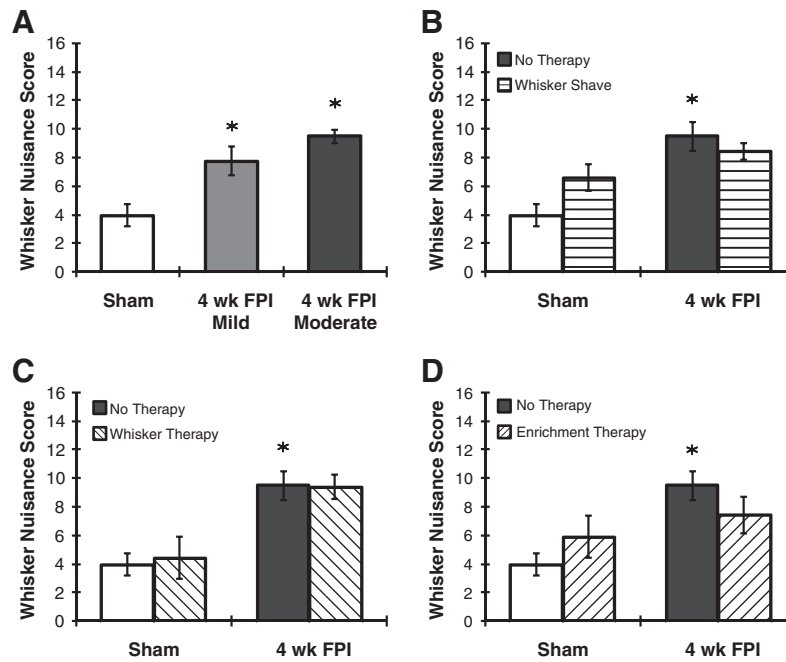 A
Whisker Nuisance Score
16
14
12
10
8
6
4
2
0
*
*
Sham
4 wk FPI
Mild
4 wk FPI
Moderate
B
Whisker Nuisance Score
16
14
12
10
8
6
4
2
0
No Therapy
Whisker Shave
*
Sham
4 wk FPI
C
Whisker Nuisance Score
16
14
12
10
8
6
4
2
0
No Therapy
Whisker Therapy
*
Sham
4 wk FPI
D
Whisker Nuisance Score
16
14
12
10
8
6
4
2
0
No Therapy
Enrichment Therapy
*
Sham
4 wk FPI